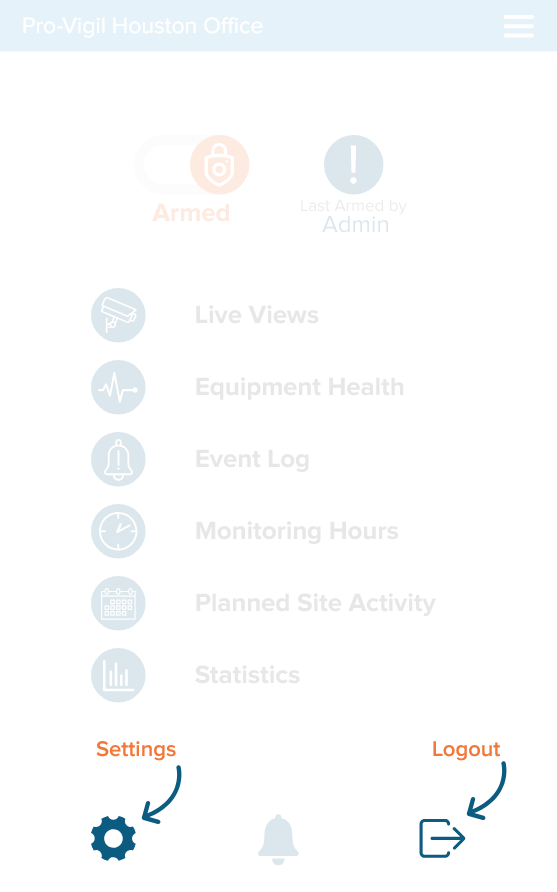 Pro-Vigil Houston Office
Armed
Last Armed by
Admin
Live Views
Equipment Health
Event Log
Monitoring Hours
Planned Site Activity
Statistics
Settings
Logout